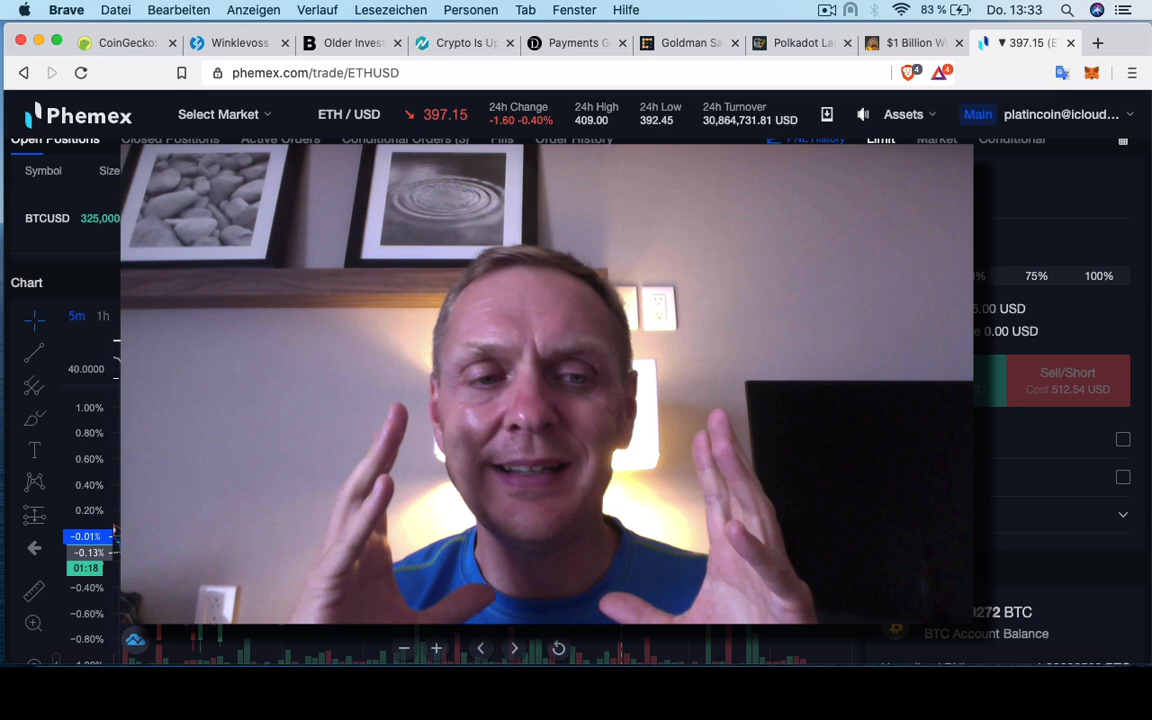 Brave Datei Bearbeiten Anzeigen Verlauf Lesezeichen Personen Tab Fenster Hilfe 83 % Do. 13:33
CoinGecko: Winklevoss Older Invest Crypto Is Up Payments G Goldman Sa Polkadot La $1 Billion W ▼ 397.15 (E
phemex.com/trade/ETHUSD 4 4
Phemex Select Market ETH / USD ↘ 397.15 24h Change 24h High 24h Low 24h Turnover Assets Main platincoin@icloud...
-1.60 -0.40% 409.00 392.45 30,864,731.81 USD
Open Positions Closed Positions Active Orders Conditional Orders (3) Fills Order History PNL History Limit Market Conditional
Symbol Size
BTCUSD 325,000
75% 100%
Chart
5.00 USD
5m 1h
0.00 USD
40.0000
Sell/Short
Cost 512.54 USD
1.00%
0.80%
0.60%
0.40%
0.20%
-0.01%
-0.13%
01:18
-0.40%
-0.60%
0272 BTC
-0.80%
BTC Account Balance